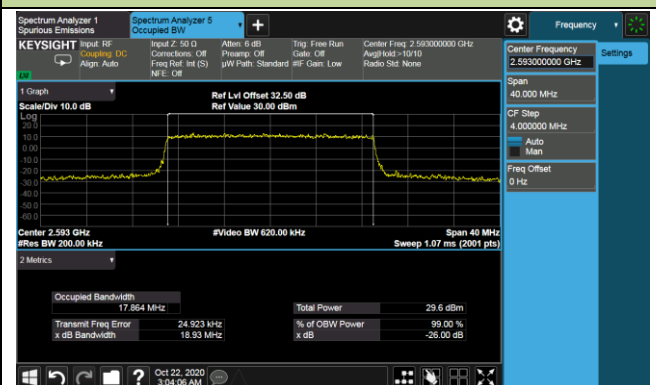 Spectrum Analyzer 1
Spurious Emissions
Spectrum Analyzer 5
Occupied BW
+
Frequency
KEYSIGHT
Input: RF
Coupling: DC
Align: Auto
Input Z: 50 Ω
Corrections: Off
Freq Ref: Int (S)
NFE: Off
Atten: 6 dB
Preamp: Off
µW Path: Standard
Trig: Free Run
Gate: Off
#IF Gain: Low
Center Freq: 2.593000000 GHz
Avg|Hold:>10/10
Radio Std: None
Center Frequency
2.593000000 GHz
Settings
Span
40.000 MHz
CF Step
4.000000 MHz
Auto
Man
Freq Offset
0 Hz
1 Graph
Scale/Div 10.0 dB
Ref Lvl Offset 32.50 dB
Ref Value 30.00 dBm
Log
20.0
10.0
0.00
-10.0
-20.0
-30.0
-40.0
-50.0
-60.0
Center 2.593 GHz
#Video BW 620.00 kHz
Span 40 MHz
#Res BW 200.00 kHz
Sweep 1.07 ms (2001 pts)
2 Metrics
Occupied Bandwidth
17.864 MHz
Total Power
29.6 dBm
Transmit Freq Error
24.923 kHz
% of OBW Power
99.00 %
x dB Bandwidth
18.93 MHz
x dB
-26.00 dB
?
Oct 22, 2020
3:04:06 AM